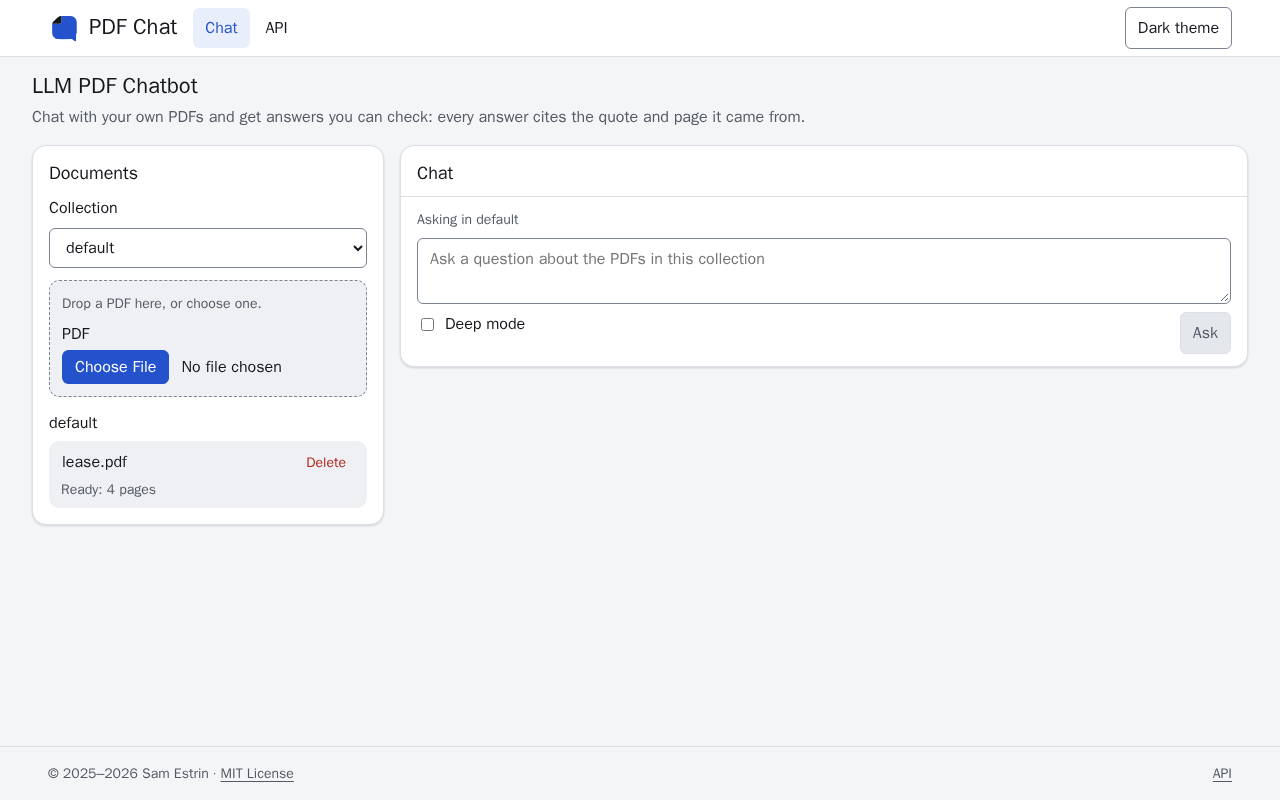 PDF Chat
Chat
API
Dark theme
LLM PDF Chatbot
Chat with your own PDFs and get answers you can check: every answer cites the quote and page it came from.
Documents
Collection
default
Drop a PDF here, or choose one.
PDF
Choose File No file chosen
default
lease.pdf
Delete
Ready: 4 pages
Chat
Asking in default
Ask a question about the PDFs in this collection
Deep mode
Ask
© 2025–2026 Sam Estrin · MIT License
API